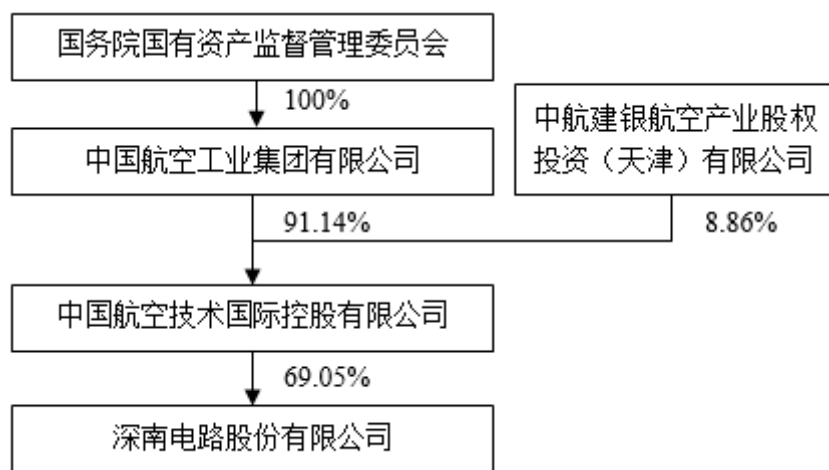 国务院国有资产监督管理委员会
100%
中国航空工业集团有限公司
中航建银航空产业股权
投资（天津）有限公司
91.14%
8.86%
中国航空技术国际控股有限公司
69.05%
深南电路股份有限公司